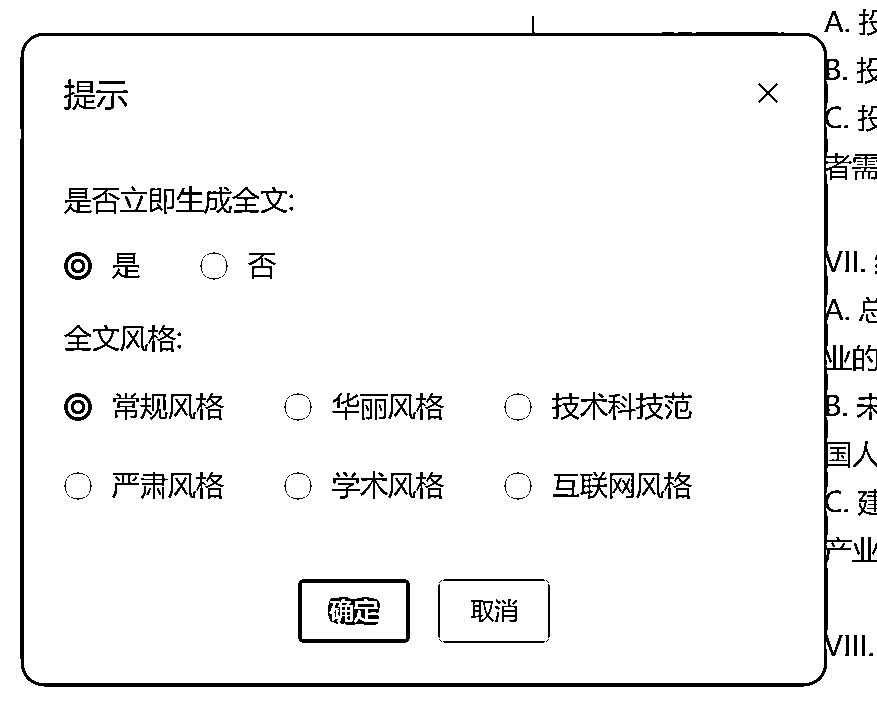 提示
是否立即生成全文:
是 否
全文风格:
常规风格 华丽风格 技术科技范
严肃风格 学术风格 互联网风格
确定 取消
A. 投
B. 投
C. 投
者需
VII.
A. 总
业的
B. 未
国人
C. 建
产业
VIII.